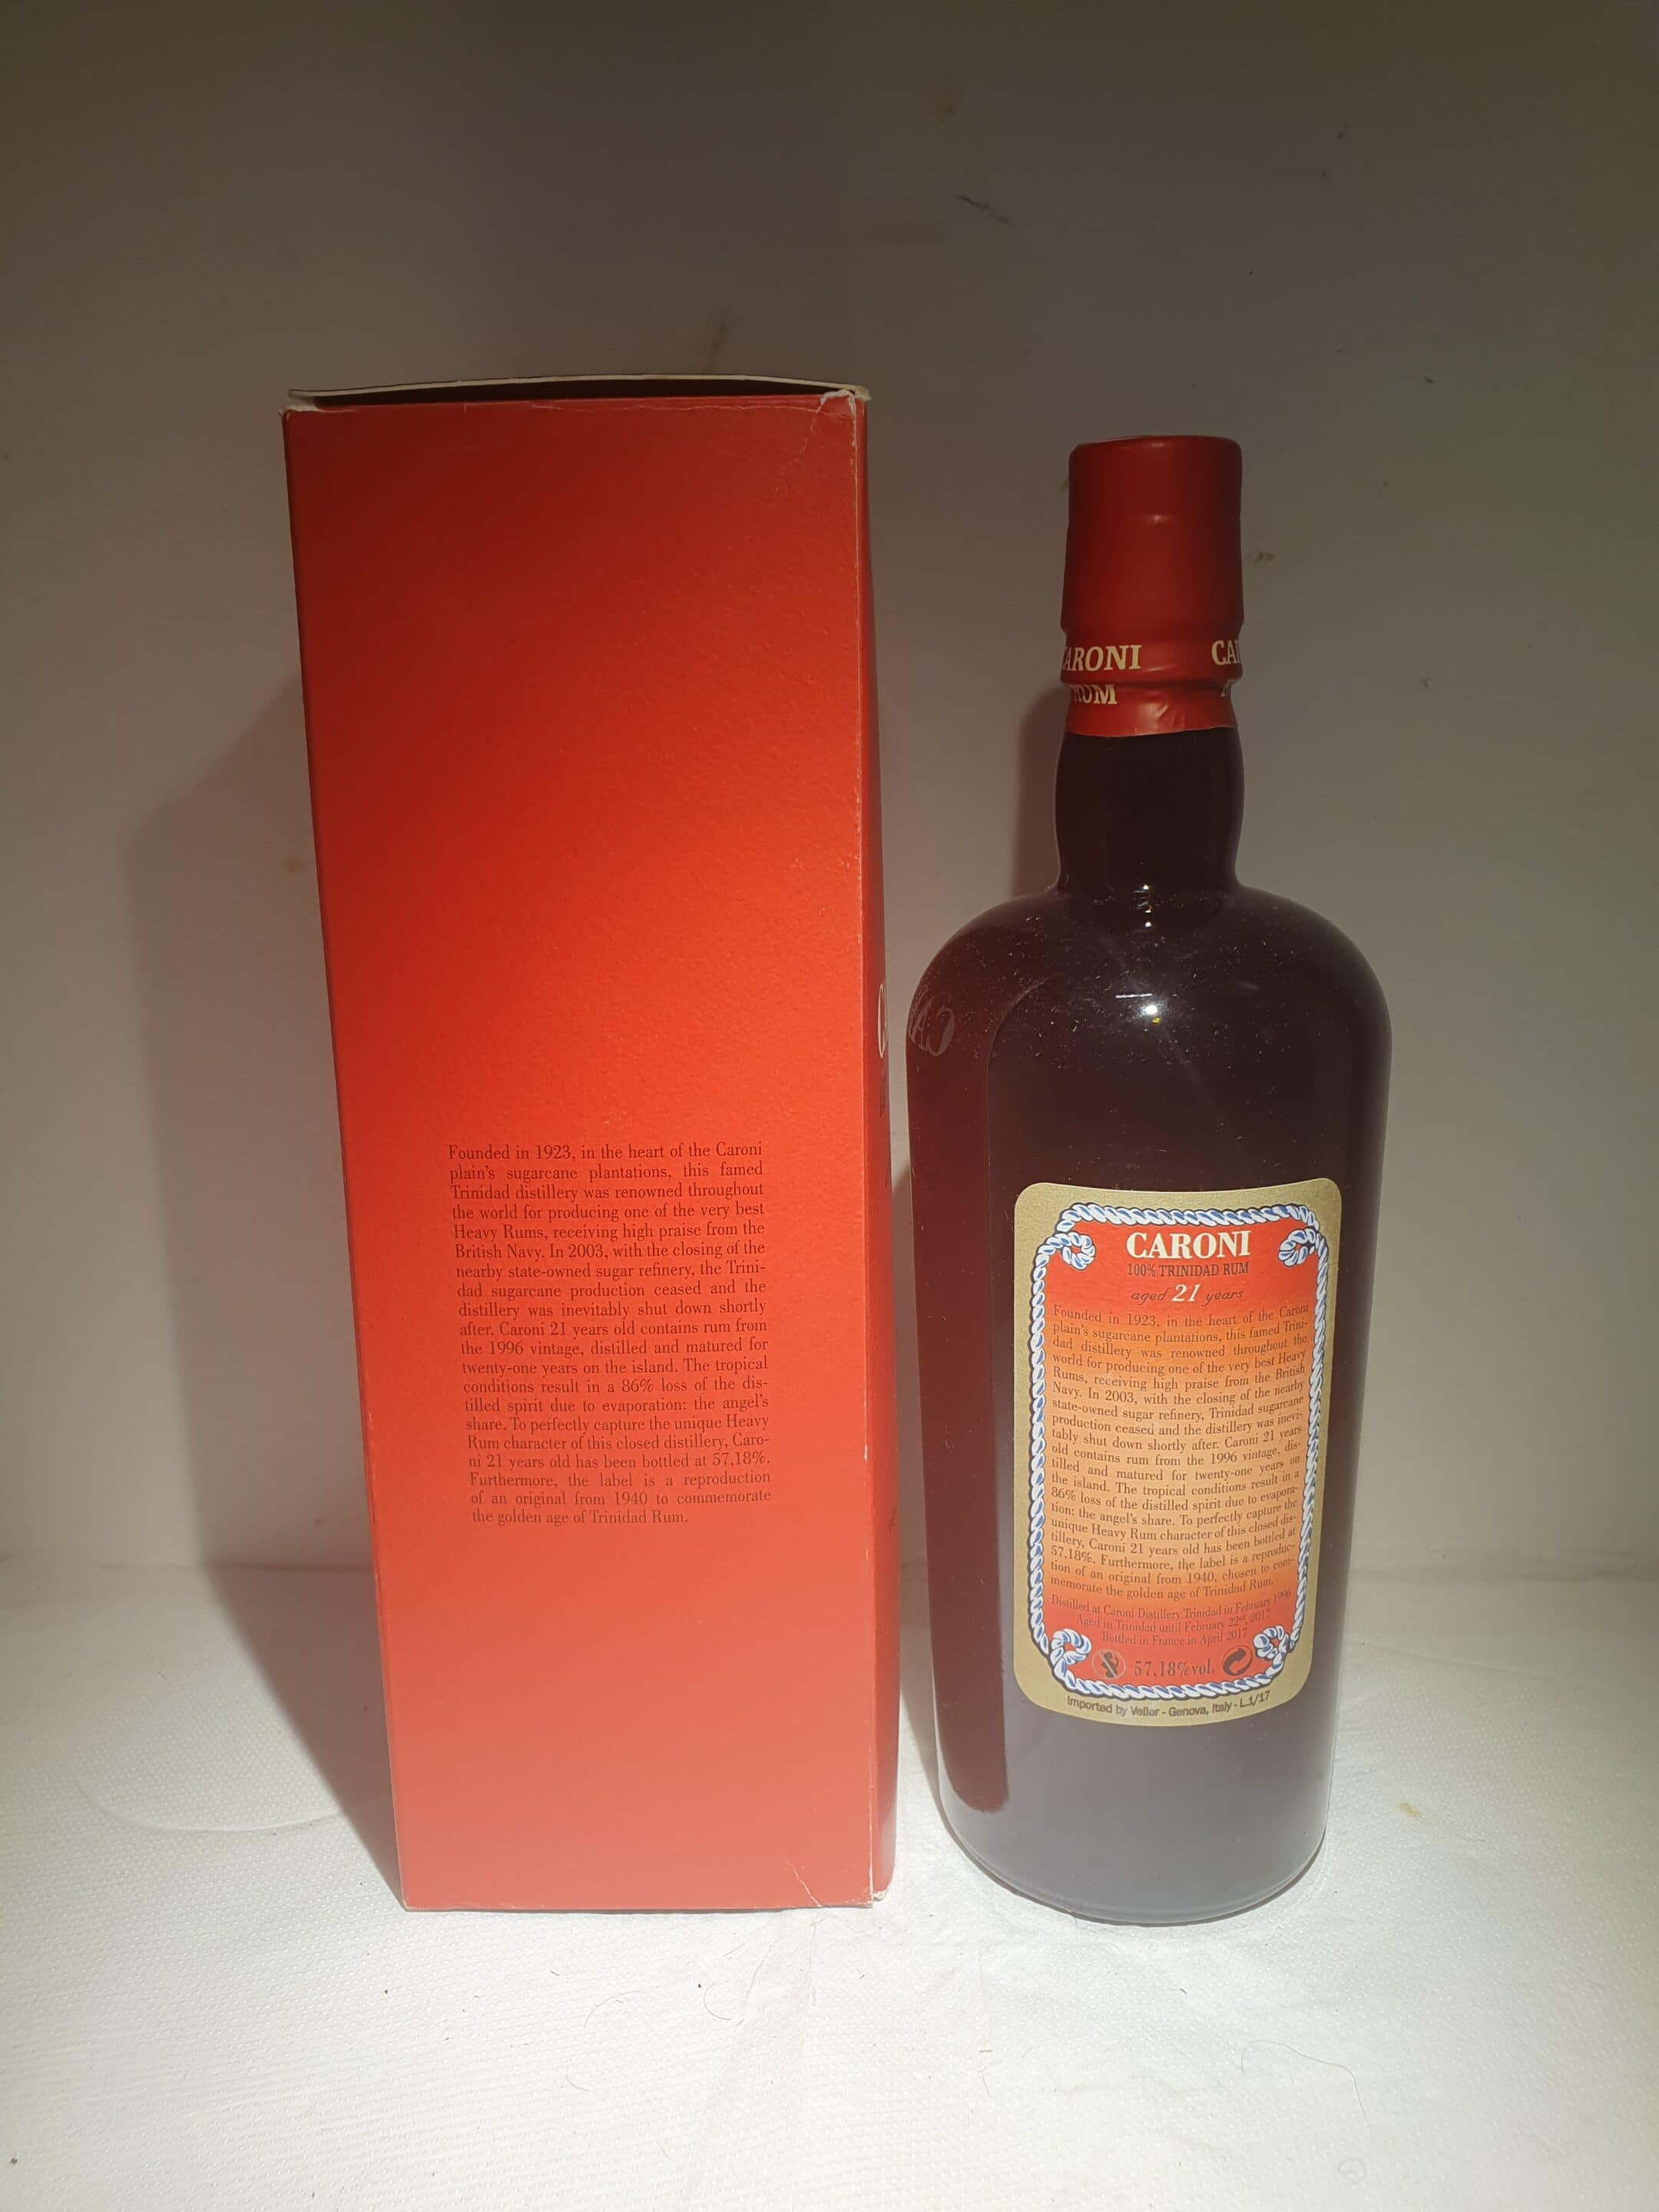 Founded in 1923, in the heart of the Caroni
plain's sugarcane plantations, this famed
Trinidad distillery was renowned throughout
the world for producing one of the very best
Heavy Rums, receiving high praise from the
British Navy. In 2003, with the closing of the
nearby state-owned sugar refinery, the Trini-
dad sugarcane production ceased and the
distillery was inevitably shut down shortly
after. Caroni 21 years old contains rum from
the 1996 vintage, distilled and matured for
twenty-one years on the island. The tropical
conditions result in a 86% loss of the dis-
tilled spirit due to evaporation: the angel's
share. To perfectly capture the unique Heavy
Rum character of this closed distillery, Caro-
ni 21 years old has been bottled at 57,18%.
Furthermore, the label is a reproduction
of an original from 1940 to commemorate
the golden age of Trinidad Rum.
ARONI CA
RUM
CARONI
100% TRINIDAD RUM
aged 21 years
Founded in 1923, in the heart of the Caroni
plain's sugarcane plantations, this famed Trini-
dad distillery was renowned throughout the
world for producing one of the very best Heavy
Rums, receiving high praise from the British
Navy. In 2003, with the closing of the nearby
state-owned sugar refinery, Trinidad sugarcane
production ceased and the distillery was inevi-
tably shut down shortly after. Caroni 21 years
old contains rum from the 1996 vintage, dis-
tilled and matured for twenty-one years on
the island. The tropical conditions result in a
86% loss of the distilled spirit due to evapora-
tion: the angel's share. To perfectly capture the
unique Heavy Rum character of this closed dis-
tillery, Caroni 21 years old has been bottled at
57,18%. Furthermore, the label is a reproduc-
tion of an original from 1940, chosen to com-
memorate the golden age of Trinidad Rum.
Distilled at Caroni Distillery Trinidad in February 1996
Aged in Trinidad until February 22nd, 2017
Bottled in France in April 2017
57,18%vol.
Imported by Velier - Genova, Italy - L.1/17